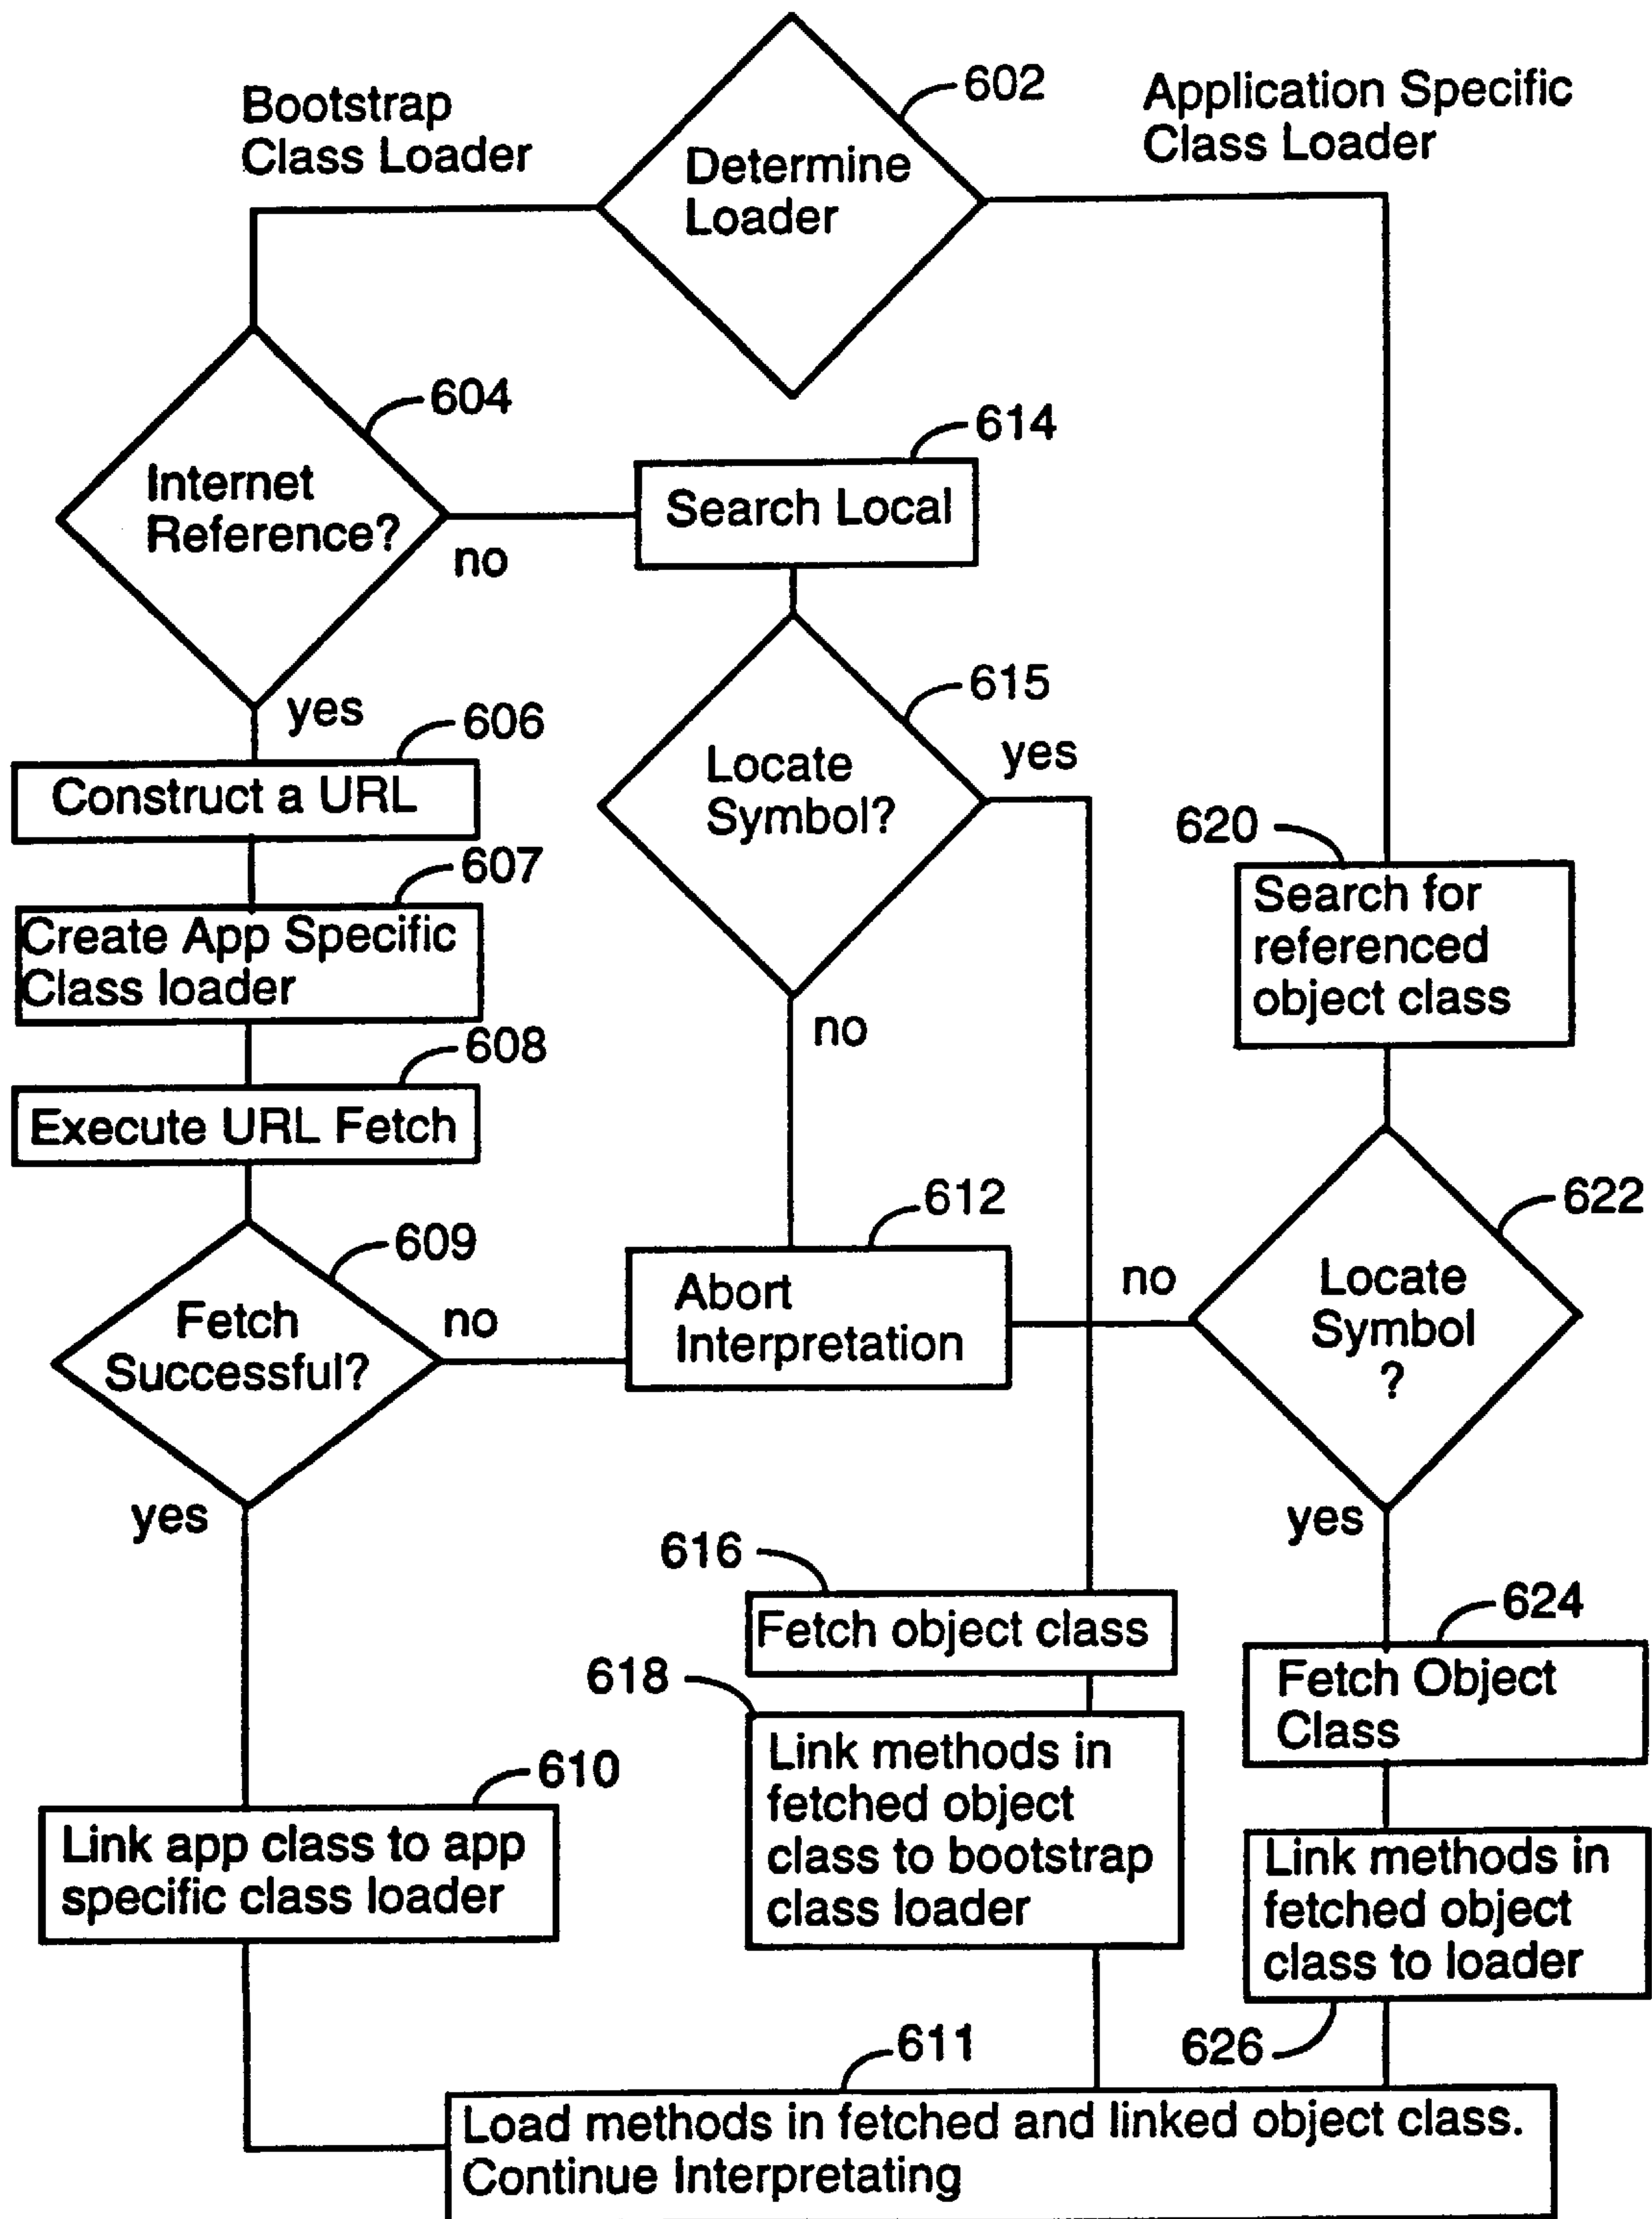 602
Bootstrap
Class Loader
Application Specific
Class Loader
Determine
Loader
604
614
Internet
Reference?
Search Local
no
615
yes
606
Locate
Symbol?
yes
Construct a URL
620
607
Create App Specific
Class loader
Search for
referenced
object class
no
608
Execute URL Fetch
612
622
609
Fetch
Successful?
no
Abort
Interpretation
no
Locate
Symbol
?
yes
yes
616
Fetch object class
624
Fetch Object
Class
618
Link methods in
fetched object
class to bootstrap
class loader
610
Link app class to app
specific class loader
Link methods in
fetched object
class to loader
626
611
Load methods in fetched and linked object class.
Continue Interpretating